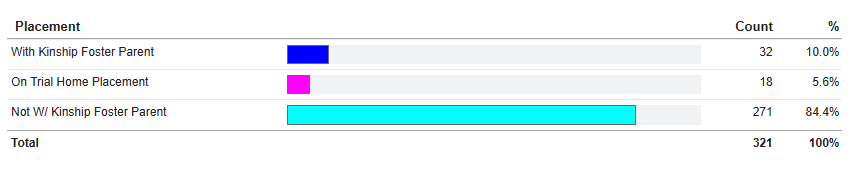 Placement Count %
With Kinship Foster Parent 32 10.0%
On Trial Home Placement 18 5.6%
Not W/ Kinship Foster Parent 271 84.4%
Total 321 100%